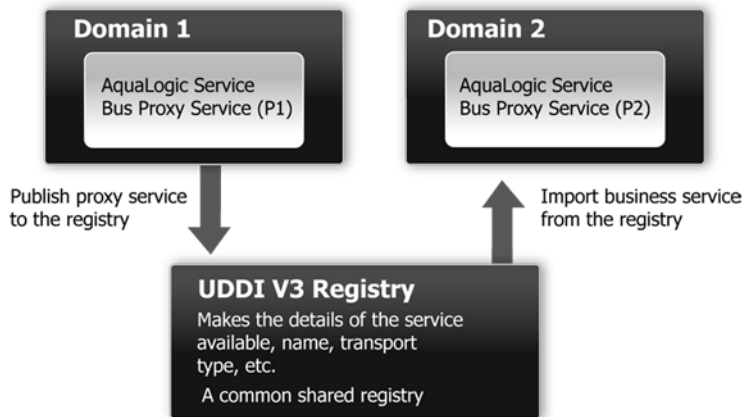 Domain 1
AquaLogic Service
Bus Proxy Service (P1)
Domain 2
AquaLogic Service
Bus Proxy Service (P2)
Publish proxy service
to the registry
Import business service
from the registry
UDDI V3 Registry
Makes the details of the service
available, name, transport
type, etc.
A common shared registry